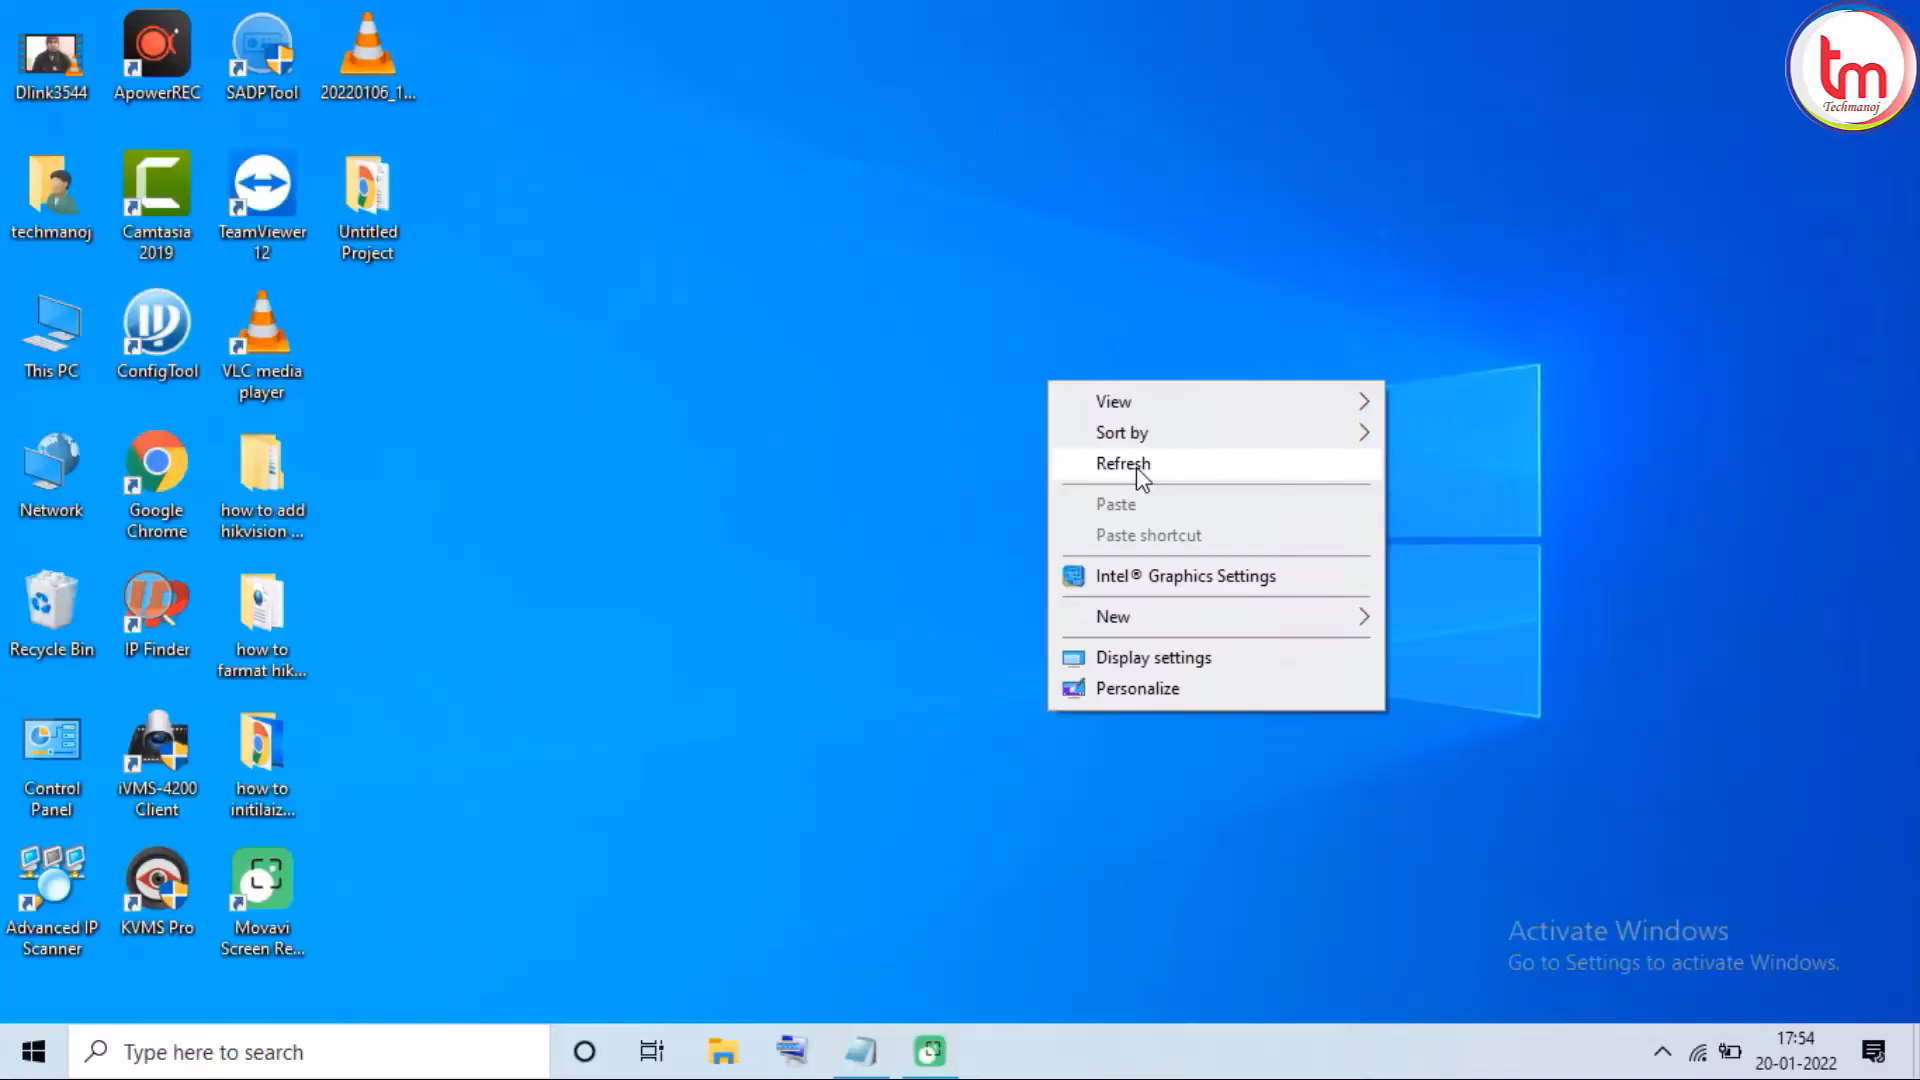 Dlink3544
ApowerREC
SADPTool
20220106_1...
tm
Techmanoj
techmanoj
Camtasia
2019
TeamViewer
12
Untitled
Project
This PC
ConfigTool
VLC media
player
Network
Google
Chrome
how to add
hikvision ...
Recycle Bin
IP Finder
how to
farmat hik...
Control
Panel
iVMS-4200
Client
how to
initilaiz...
Advanced IP
Scanner
KVMS Pro
Movavi
Screen Re...
View
Sort by
Refresh
Paste
Paste shortcut
Intel® Graphics Settings
New
Display settings
Personalize
Activate Windows
Go to Settings to activate Windows.
Type here to search
17:54
20-01-2022